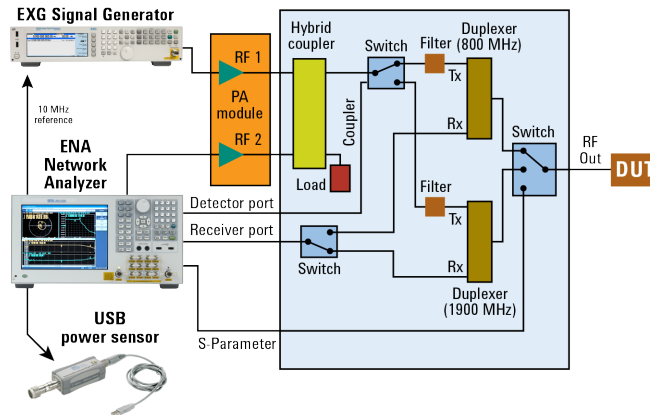 EXG Signal Generator
10 MHz
reference
ENA
Network
Analyzer
USB
power sensor
RF 1
PA
module
RF 2
Hybrid
coupler
Load
Detector port
Receiver port
S-Parameter
Switch
Coupler
Switch
Filter
Tx
Duplexer
(800 MHz)
Rx
Filter
Tx
Rx
Duplexer
(1900 MHz)
Switch
RF
Out
DUT